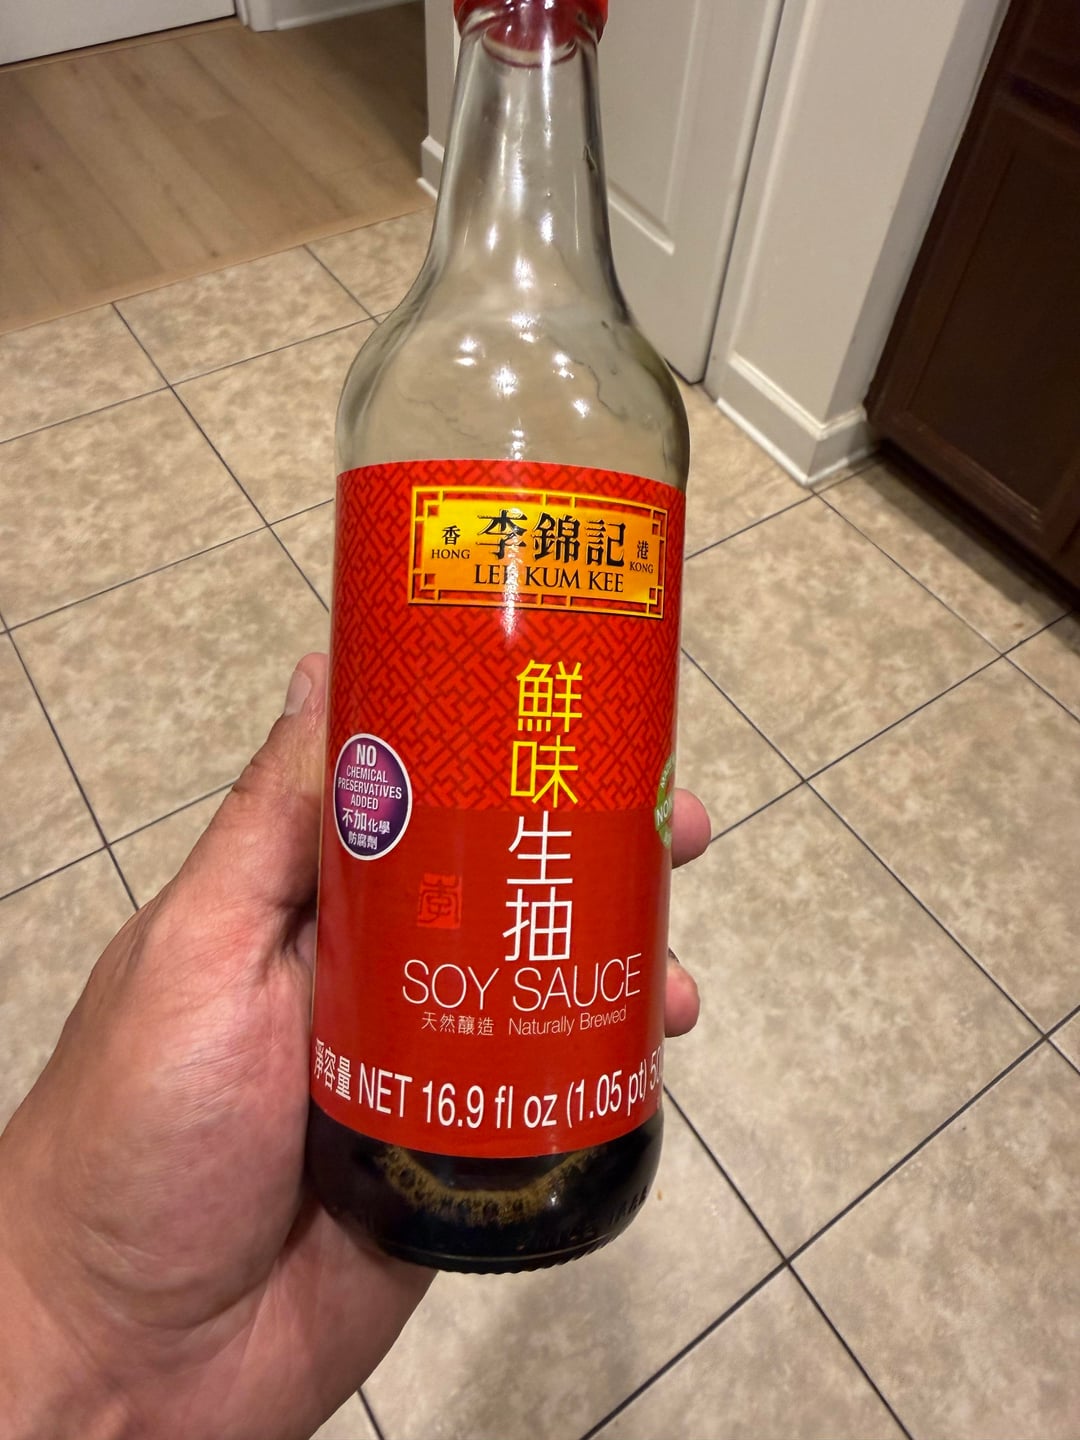 香 李錦記 港
HONG LEE KUM KEE KONG
鮮味生抽
NO
CHEMICAL
PRESERVATIVES
ADDED
不加化學
防腐劑
李
SOY SAUCE
天然釀造 Naturally Brewed
淨容量 NET 16.9 fl oz (1.05 pt)